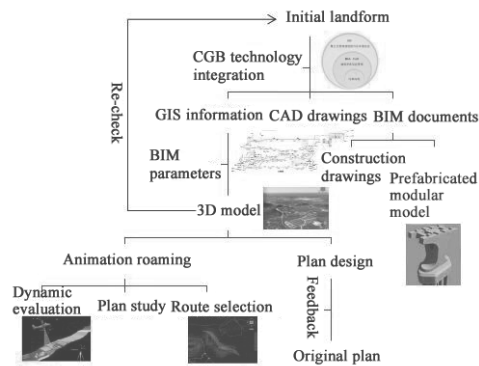 Initial landform
CGB technology
integration
Re-check
GIS information
CAD drawings
BIM documents
BIM
parameters
Construction
drawings
Prefabricated
modular
model
3D model
Animation roaming
Plan design
Dynamic
evaluation
Plan study
Route selection
Feedback
Original plan